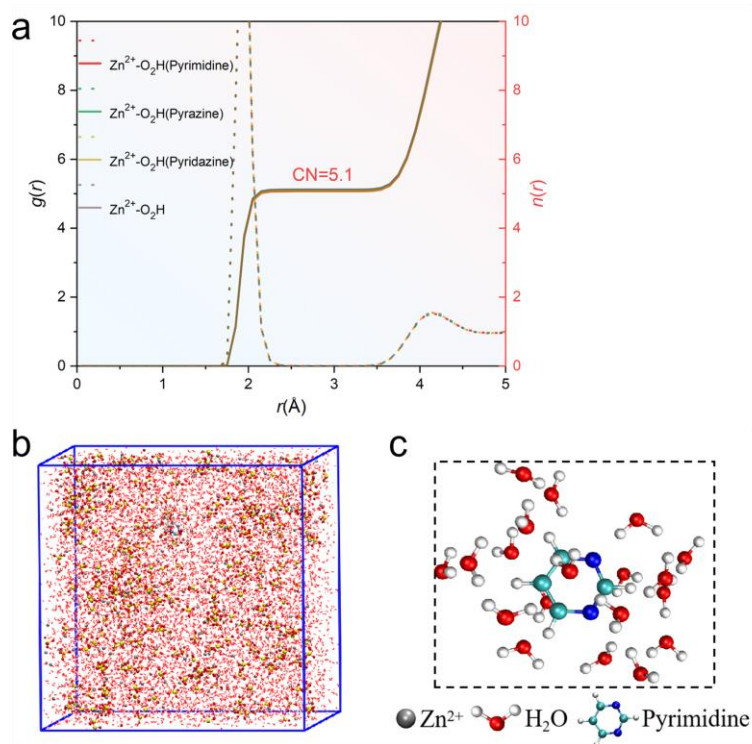 a
g(r)
10
8
6
4
2
0
Zn²⁺-O₂H(Pyrimidine)
Zn²⁺-O₂H(Pyrazine)
Zn²⁺-O₂H(Pyridazine)
Zn²⁺-O₂H
CN=5.1
10
8
6
4
2
0
n(r)
0 1 2 3 4 5
r(Å)
b
c
Zn²⁺ H₂O Pyrimidine